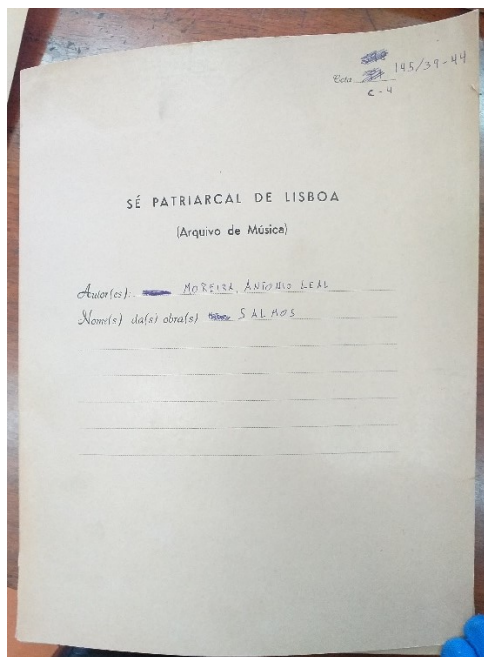 Cota 145/39-44
C-4
SÉ PATRIARCAL DE LISBOA
(Arquivo de Música)
Autor(es) MOREIRA, ANTÓNIO LEAL
Nome(s) da(s) obra(s) SALMOS